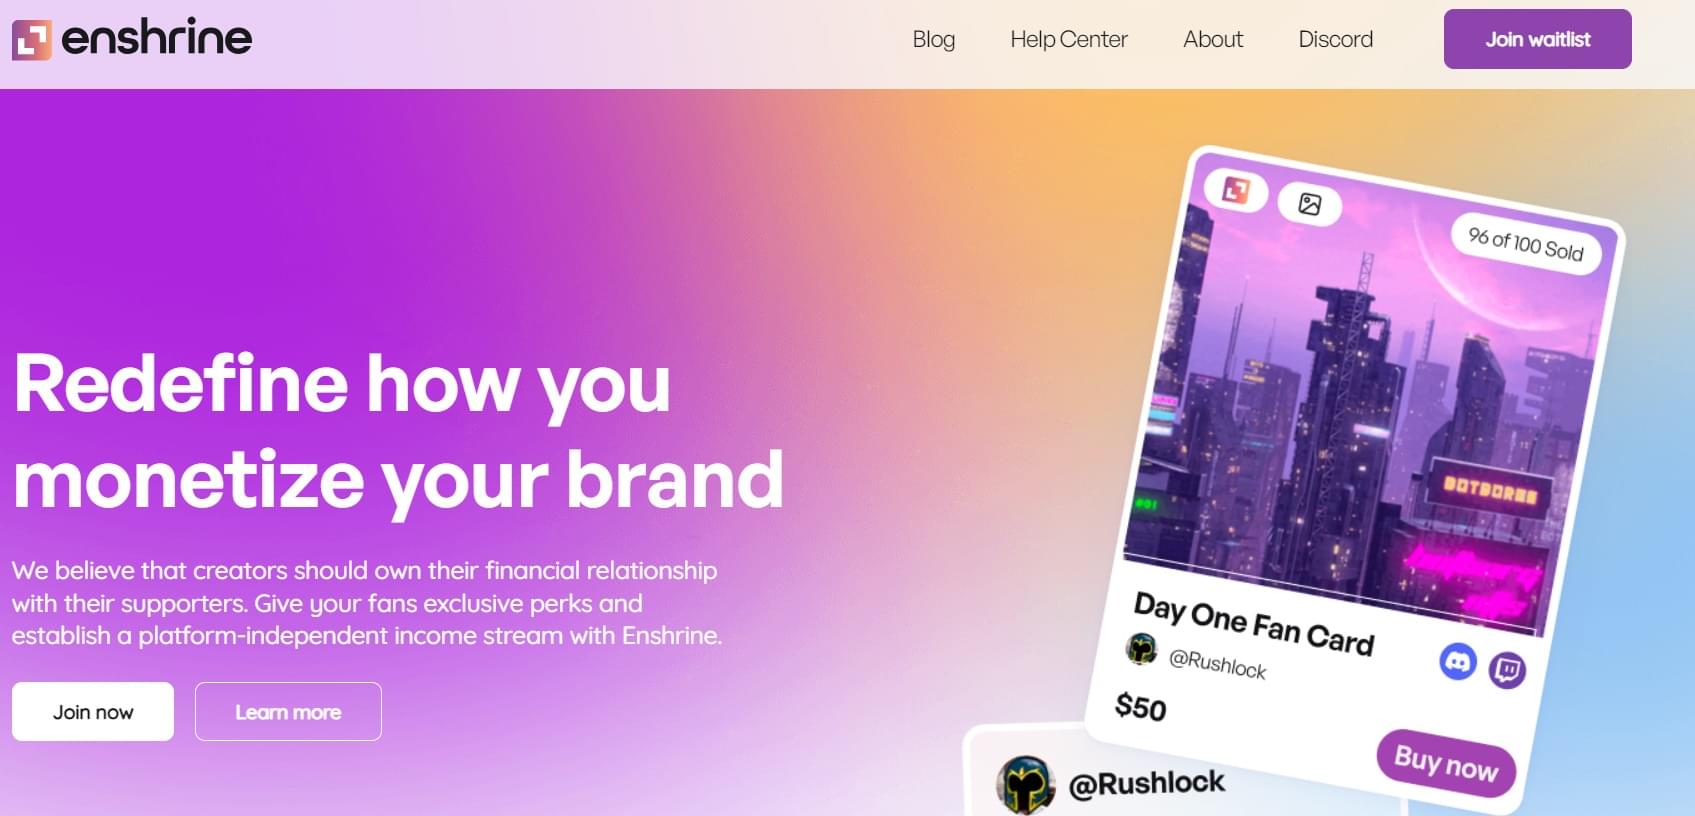 enshrine
Blog
Help Center
About
Discord
Join waitlist
Redefine how you
monetize your brand
We believe that creators should own their financial relationship
with their supporters. Give your fans exclusive perks and
establish a platform-independent income stream with Enshrine.
Join now
Learn more
96 of 100 Sold
#01
Day One Fan Card
@Rushlock
$50
Buy now
@Rushlock